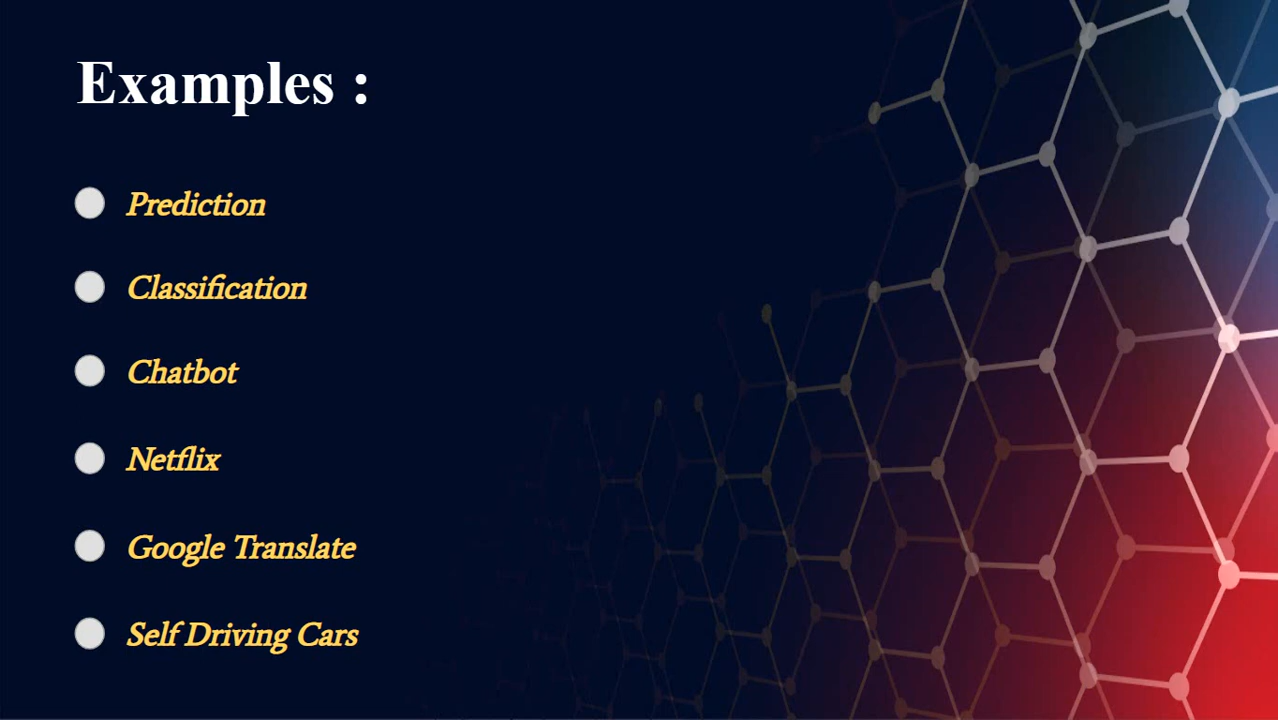 Examples :
Prediction
Classification
Chatbot
Netflix
Google Translate
Self Driving Cars